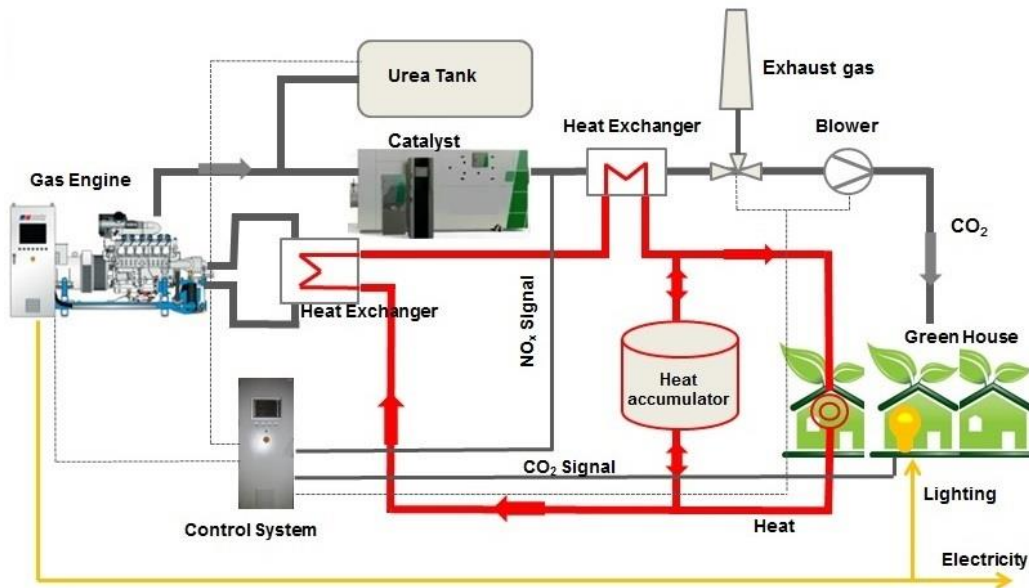 Urea Tank
Exhaust gas
Catalyst
Heat Exchanger
Blower
Gas Engine
CO₂
Heat Exchanger
NOₓ Signal
Green House
Heat
accumulator
CO₂ Signal
Lighting
Control System
Heat
Electricity